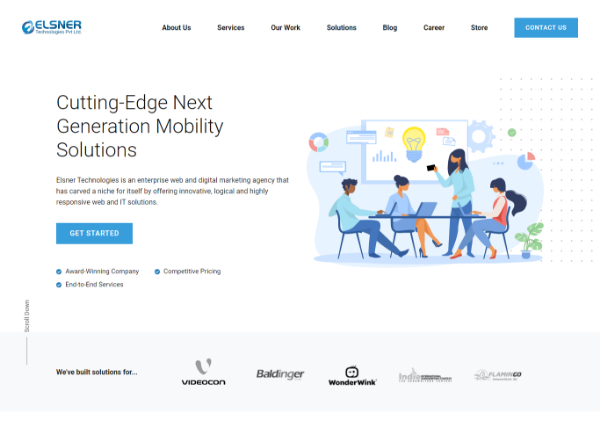 ELSNER
Technologies Pvt Ltd
About Us
Services
Our Work
Solutions
Blog
Career
Store
CONTACT US
Cutting-Edge Next
Generation Mobility
Solutions
Elsner Technologies is an enterprise web and digital marketing agency that
has carved a niche for itself by offering innovative, logical and highly
responsive web and IT solutions.
GET STARTED
Award-Winning Company
Competitive Pricing
End-to-End Services
Scroll Down
We've built solutions for...
VIDEOCON
Baldinger
WonderWink
India
FLAMINGO